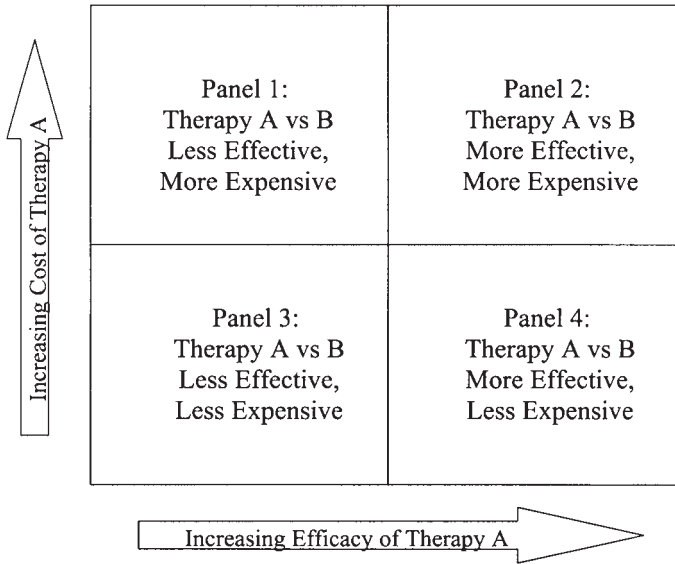 Increasing Cost of Therapy A
Panel 1:
Therapy A vs B
Less Effective,
More Expensive
Panel 2:
Therapy A vs B
More Effective,
More Expensive
Panel 3:
Therapy A vs B
Less Effective,
Less Expensive
Panel 4:
Therapy A vs B
More Effective,
Less Expensive
Increasing Efficacy of Therapy A